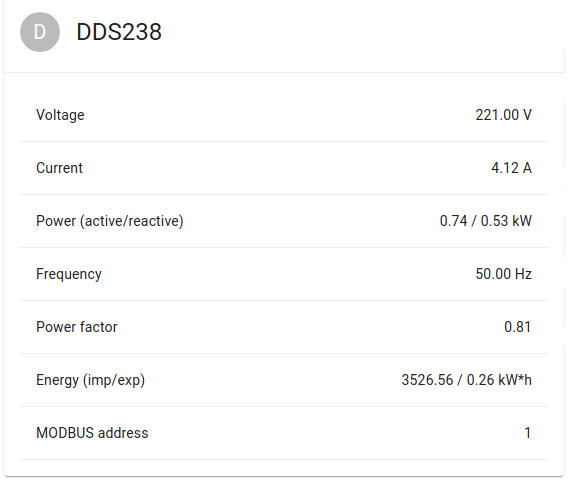 D DDS238
Voltage 221.00 V
Current 4.12 A
Power (active/reactive) 0.74 / 0.53 kW
Frequency 50.00 Hz
Power factor 0.81
Energy (imp/exp) 3526.56 / 0.26 kW*h
MODBUS address 1